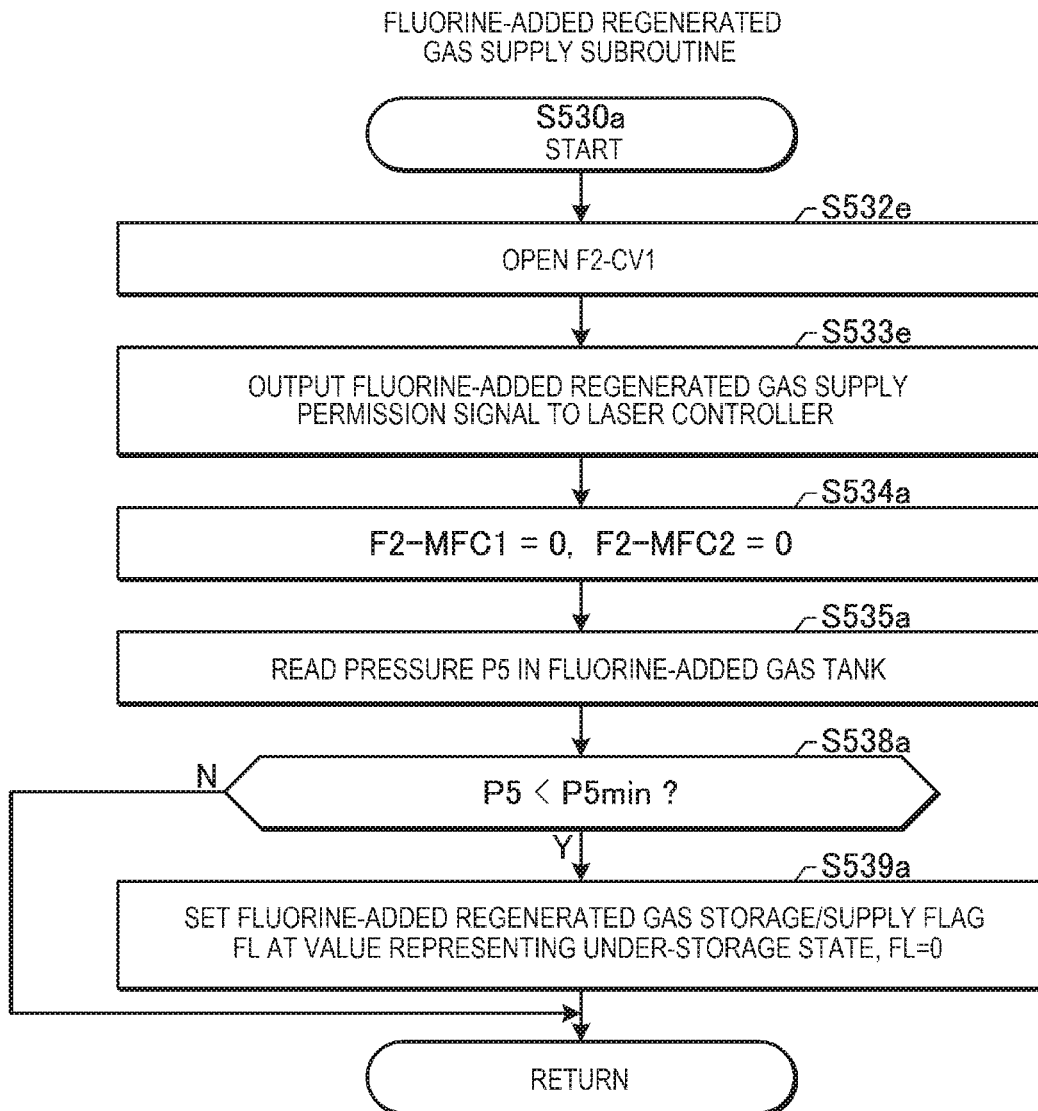 FLUORINE-ADDED REGENERATED
GAS SUPPLY SUBROUTINE
S530a
START
S532e
OPEN F2-CV1
S533e
OUTPUT FLUORINE-ADDED REGENERATED GAS SUPPLY
PERMISSION SIGNAL TO LASER CONTROLLER
S534a
F2-MFC1 = 0, F2-MFC2 = 0
S535a
READ PRESSURE P5 IN FLUORINE-ADDED GAS TANK
S538a
N
P5 < P5min ?
Y
S539a
SET FLUORINE-ADDED REGENERATED GAS STORAGE/SUPPLY FLAG
FL AT VALUE REPRESENTING UNDER-STORAGE STATE, FL=0
RETURN